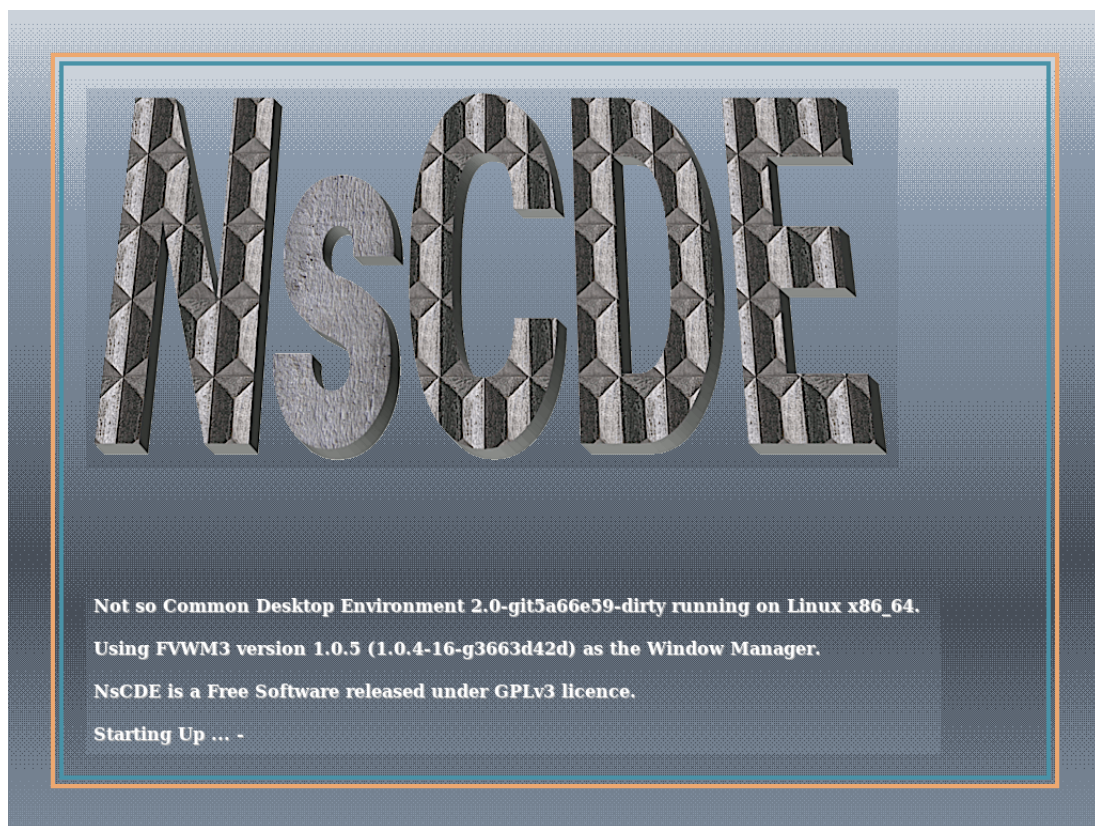 NsCDE
Not so Common Desktop Environment 2.0-git5a66e59-dirty running on Linux x86_64.
Using FVWM3 version 1.0.5 (1.0.4-16-g3663d42d) as the Window Manager.
NsCDE is a Free Software released under GPLv3 licence.
Starting Up ... -